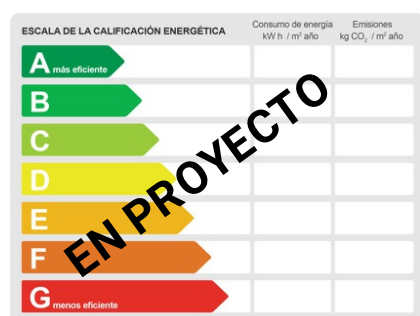 ESCALA DE LA CALIFICACIÓN ENERGÉTICA
Consumo de energía
kW h / m² año
Emisiones
kg CO₂ / m² año
A más eficiente
B
C
D
E
F
G menos eficiente
EN PROYECTO